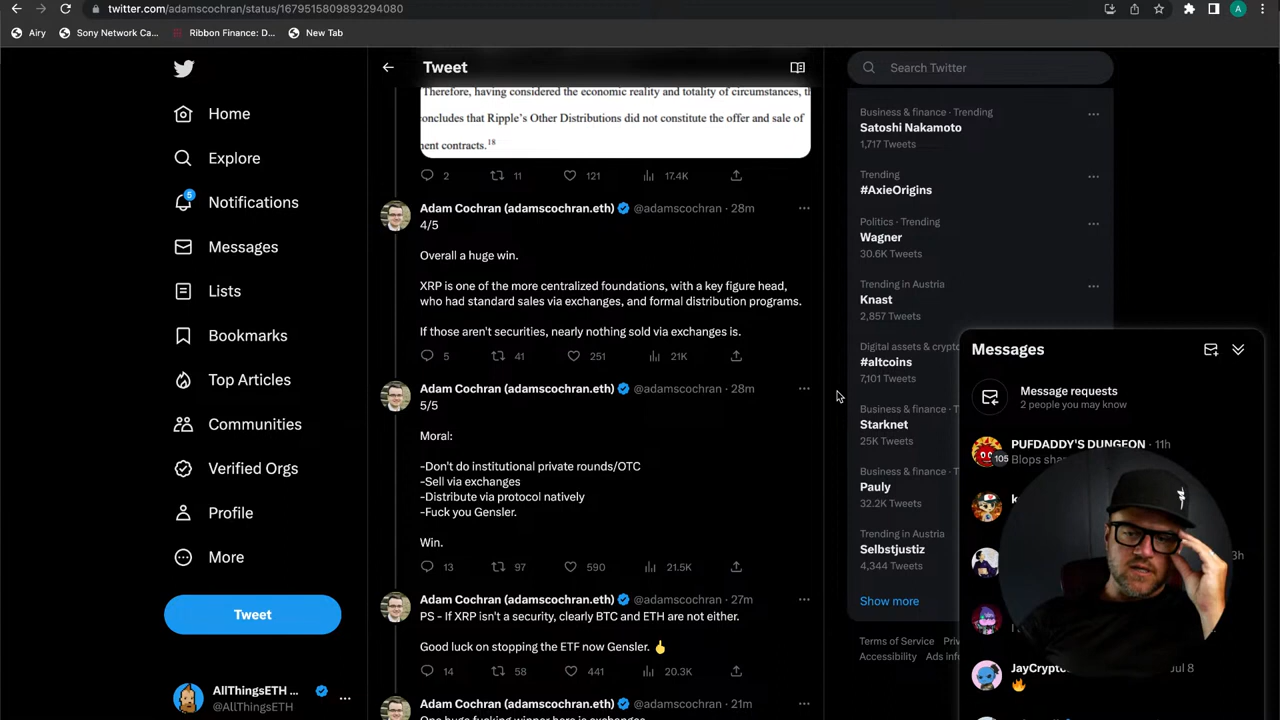 twitter.com/adamscochran/status/1679515809893294080
A
Airy
Sony Network Ca...
Ribbon Finance: D...
New Tab
Home
Explore
5
Notifications
Messages
Lists
Bookmarks
Top Articles
Communities
Verified Orgs
Profile
More
Tweet
AllThingsETH ...
@AllThingsETH
Tweet
Therefore, having considered the economic reality and totality of circumstances, th
concludes that Ripple's Other Distributions did not constitute the offer and sale of
ment contracts.18
2 11 121 17.4K
Adam Cochran (adamscochran.eth) @adamscochran · 28m
4/5
Overall a huge win.
XRP is one of the more centralized foundations, with a key figure head,
who had standard sales via exchanges, and formal distribution programs.
If those aren't securities, nearly nothing sold via exchanges is.
5 41 251 21K
Adam Cochran (adamscochran.eth) @adamscochran · 28m
5/5
Moral:
-Don't do institutional private rounds/OTC
-Sell via exchanges
-Distribute via protocol natively
-Fuck you Gensler.
Win.
13 97 590 21.5K
Adam Cochran (adamscochran.eth) @adamscochran · 27m
PS - If XRP isn't a security, clearly BTC and ETH are not either.
Good luck on stopping the ETF now Gensler. 🖕
14 58 441 20.3K
Adam Cochran (adamscochran.eth) @adamscochran · 21m
One huge fucking winner here is exchanges
Search Twitter
Business & finance · Trending
Satoshi Nakamoto
1,717 Tweets
Trending
#AxieOrigins
Politics · Trending
Wagner
30.6K Tweets
Trending in Austria
Knast
2,857 Tweets
Digital assets & crypto
#altcoins
7,101 Tweets
Business & finance ·
Starknet
25K Tweets
Business & finance ·
Pauly
32.2K Tweets
Trending in Austria
Selbstjustiz
4,344 Tweets
Show more
Terms of Service Priv
Accessibility Ads info
Messages
Message requests
2 people you may know
PUFDADDY'S DUNGEON · 11h
105 Blops sha
3h
JayCrypto
Jul 8
🔥